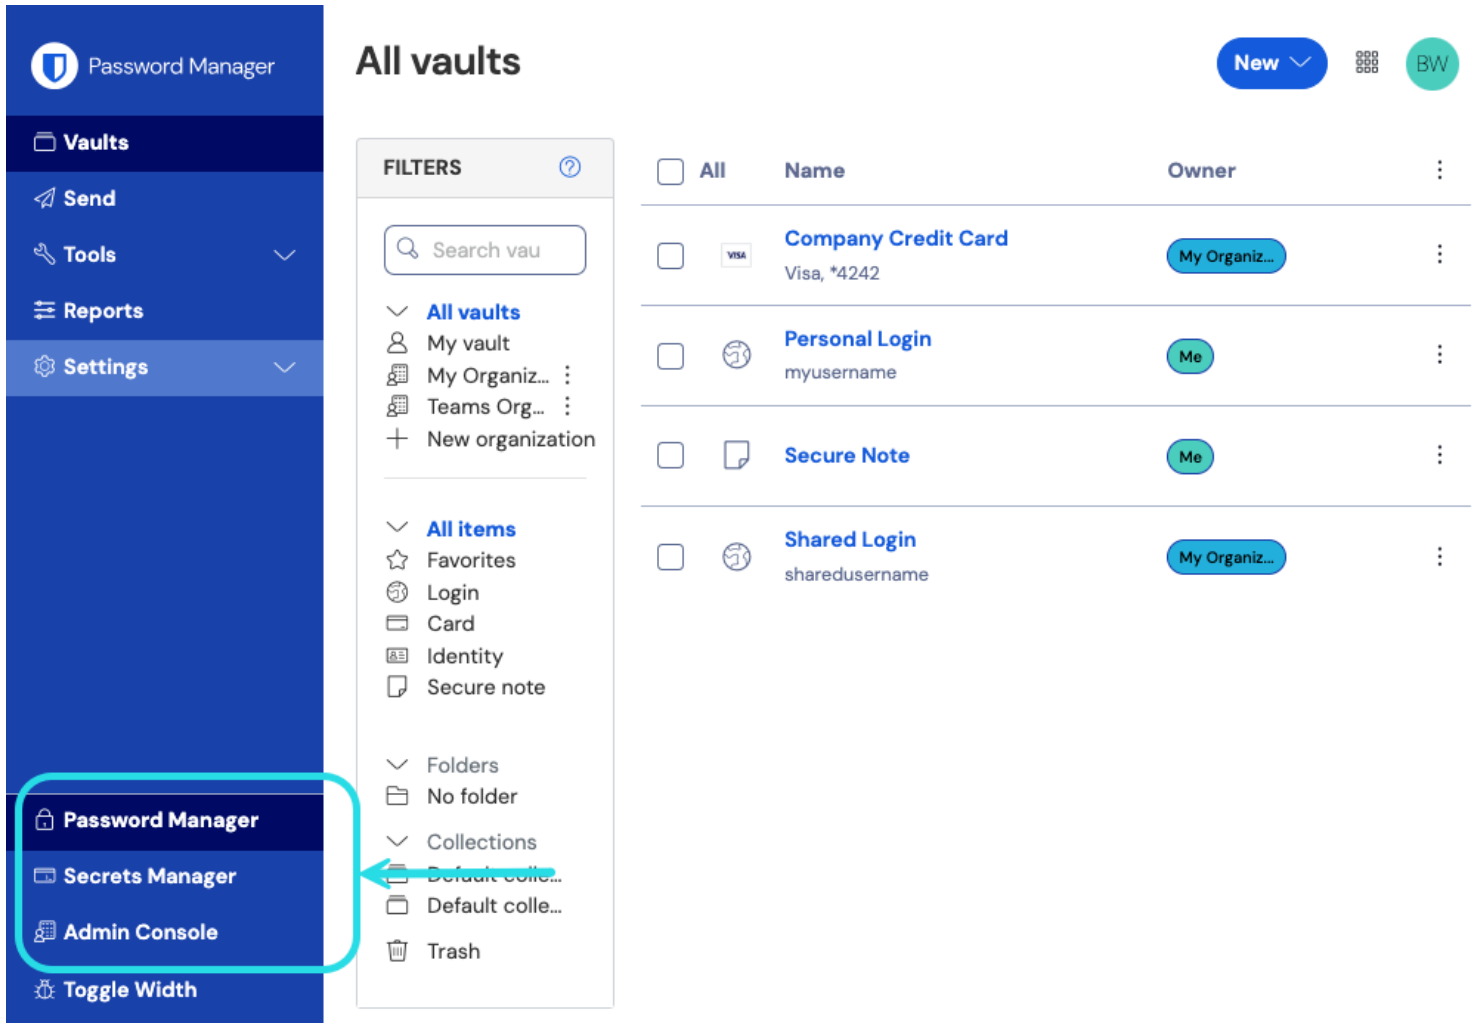 Password Manager
Vaults
Send
Tools
Reports
Settings
Password Manager
Secrets Manager
Admin Console
Toggle Width
All vaults
New
BW
FILTERS
?
Search vau
All vaults
My vault
My Organiz...
Teams Org...
New organization
All items
Favorites
Login
Card
Identity
Secure note
Folders
No folder
Collections
Default colle...
Default colle...
Trash
All Name Owner
VISA
Company Credit Card
Visa, *4242
My Organiz...
Personal Login
myusername
Me
Secure Note
Me
Shared Login
sharedusername
My Organiz...